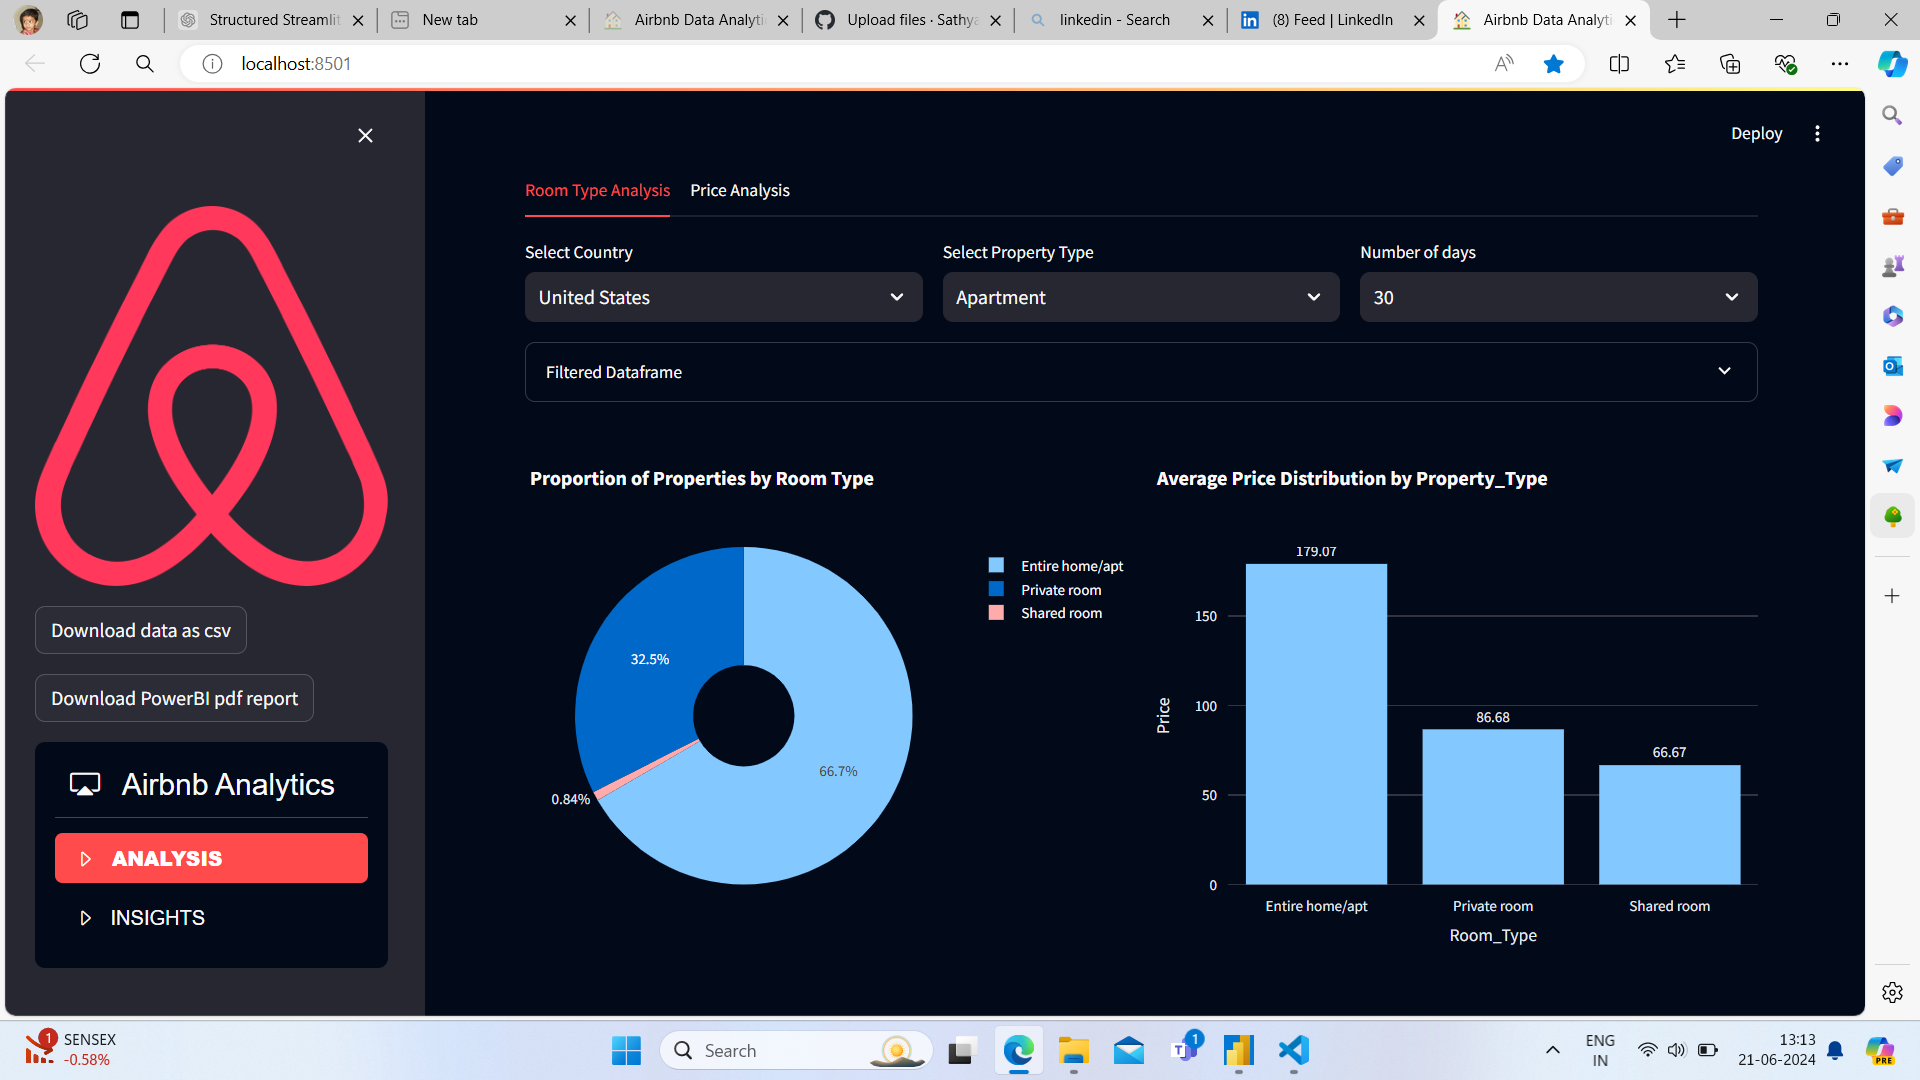 Structured Streamlit
New tab
Airbnb Data Analyti
Upload files · Sathya
linkedin - Search
(8) Feed | LinkedIn
Airbnb Data Analyti
localhost:8501
Deploy
Room Type Analysis
Price Analysis
Select Country
Select Property Type
Number of days
United States
Apartment
30
Filtered Dataframe
Proportion of Properties by Room Type
Entire home/apt
Private room
Shared room
32.5%
66.7%
0.84%
Average Price Distribution by Property_Type
179.07
86.68
66.67
150
100
50
0
Price
Entire home/apt
Private room
Shared room
Room_Type
Download data as csv
Download PowerBI pdf report
Airbnb Analytics
ANALYSIS
INSIGHTS
1
SENSEX
-0.58%
Search
1
ENG
IN
13:13
21-06-2024
PRE